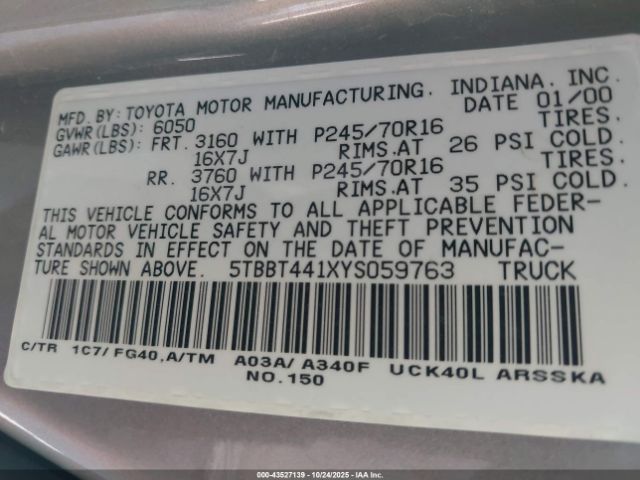 MFD.BY: TOYOTA MOTOR MANUFACTURING, INDIANA, INC.
GVWR(LBS): 6050 DATE 01/00
GAWR(LBS): FRT. 3160 WITH P245/70R16 TIRES.
16X7J RIMS.AT 26 PSI COLD.
RR. 3760 WITH P245/70R16 TIRES.
16X7J RIMS.AT 35 PSI COLD.
THIS VEHICLE CONFORMS TO ALL APPLICABLE FEDER-
AL MOTOR VEHICLE SAFETY AND THEFT PREVENTION
STANDARDS IN EFFECT ON THE DATE OF MANUFAC-
TURE SHOWN ABOVE. 5TBBT441XYS059763 TRUCK
C/TR 1C7/ FG40,A/TM A03A/ A340F UCK40L ARSSKA
NO.150
000-43527139 - 10/24/2025 - IAA, Inc.